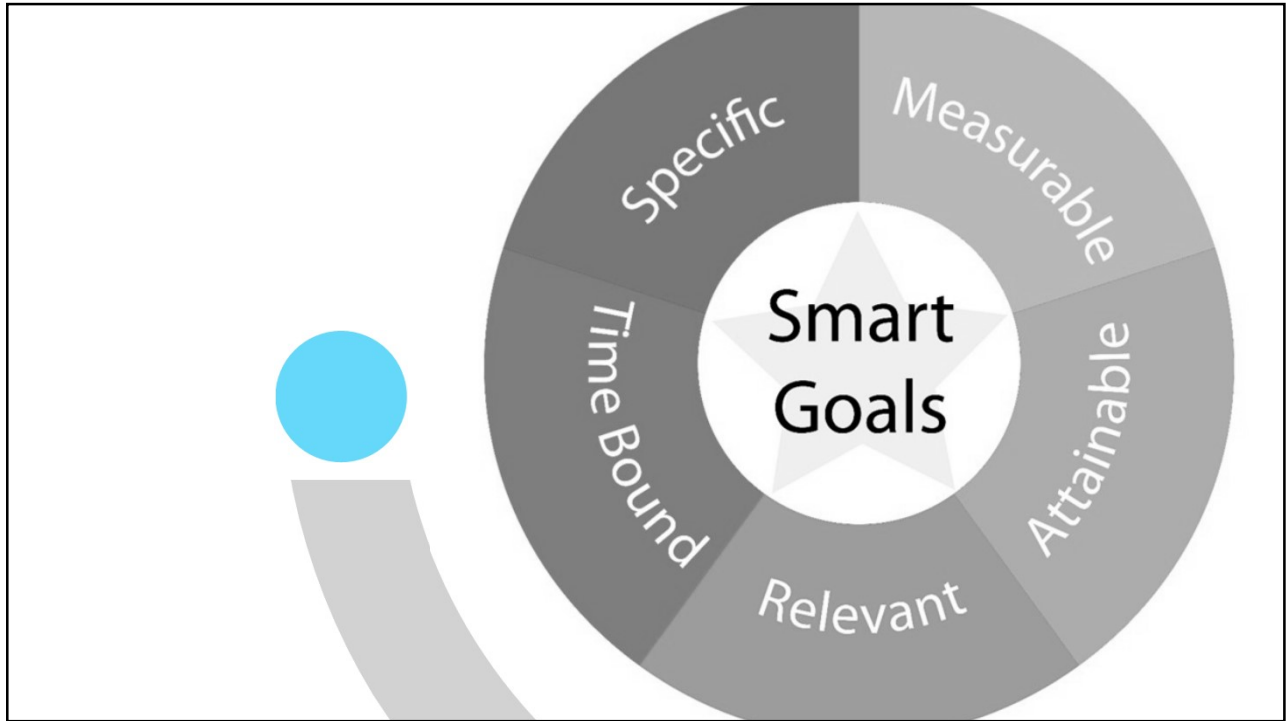 Specific
Measurable
Attainable
Relevant
Time Bound
Smart
Goals